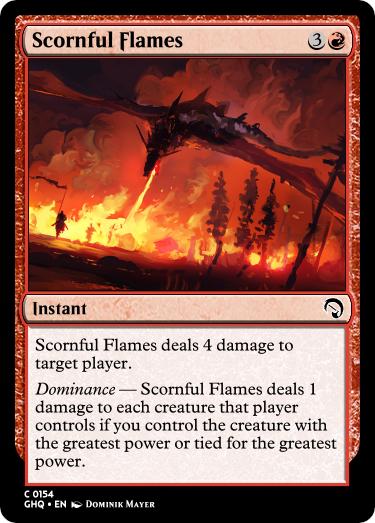 Scornful Flames 3
Instant
Scornful Flames deals 4 damage to
target player.
Dominance — Scornful Flames deals 1
damage to each creature that player
controls if you control the creature with
the greatest power or tied for the greatest
power.
C 0154
GHQ • EN Dominik Mayer